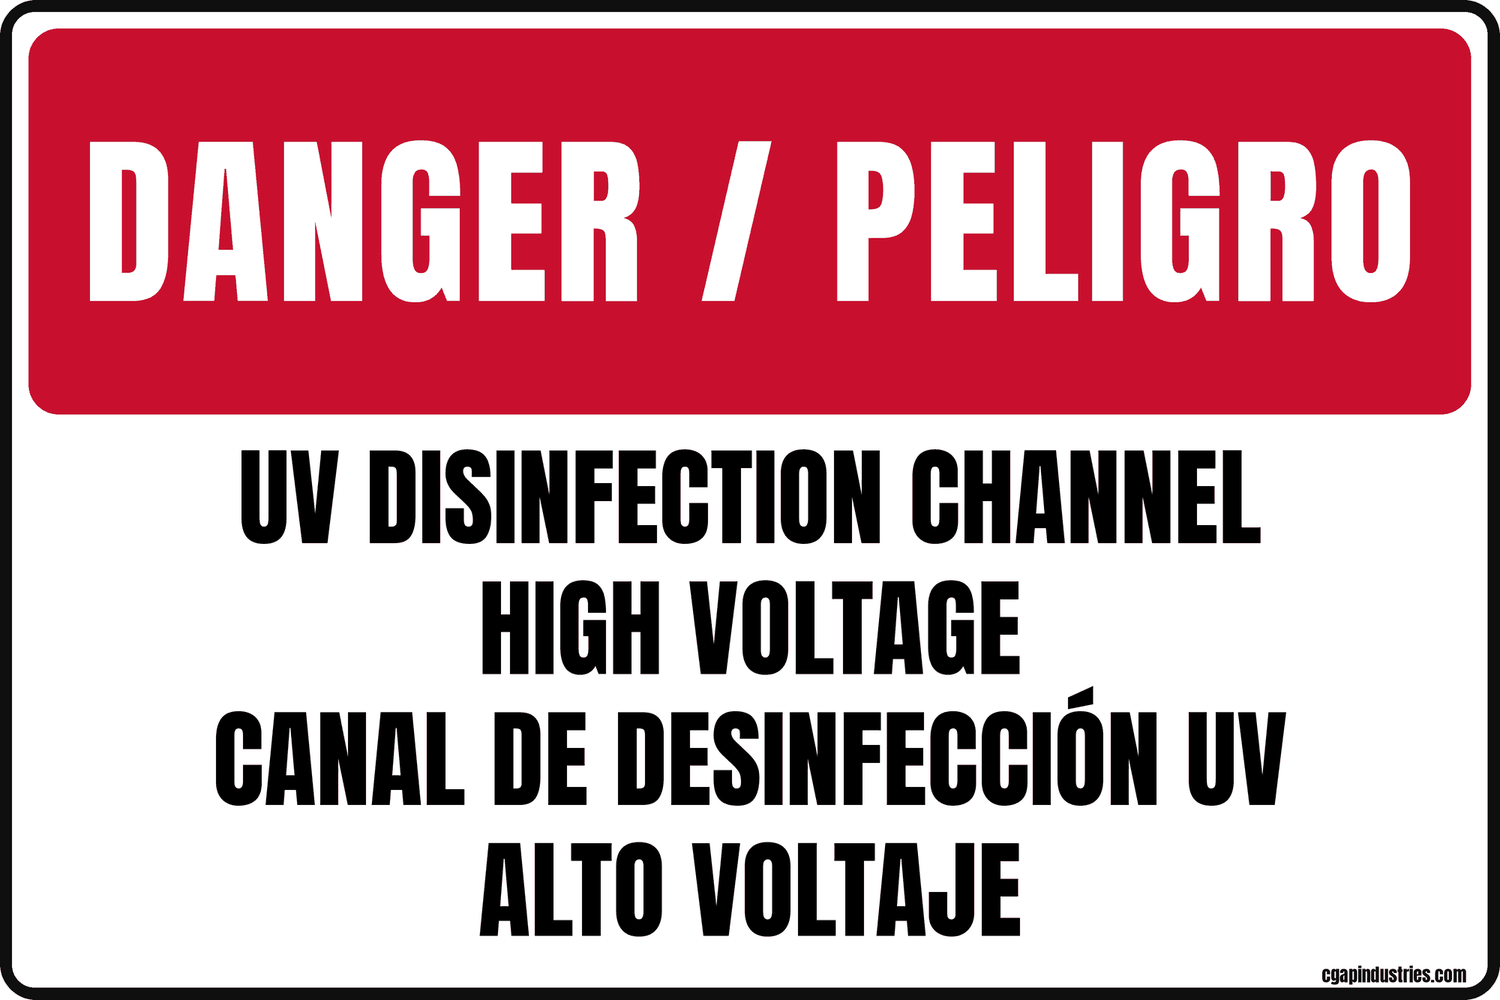 DANGER / PELIGRO
UV DISINFECTION CHANNEL
HIGH VOLTAGE
CANAL DE DESINFECCIÓN UV
ALTO VOLTAJE
cgapindustries.com